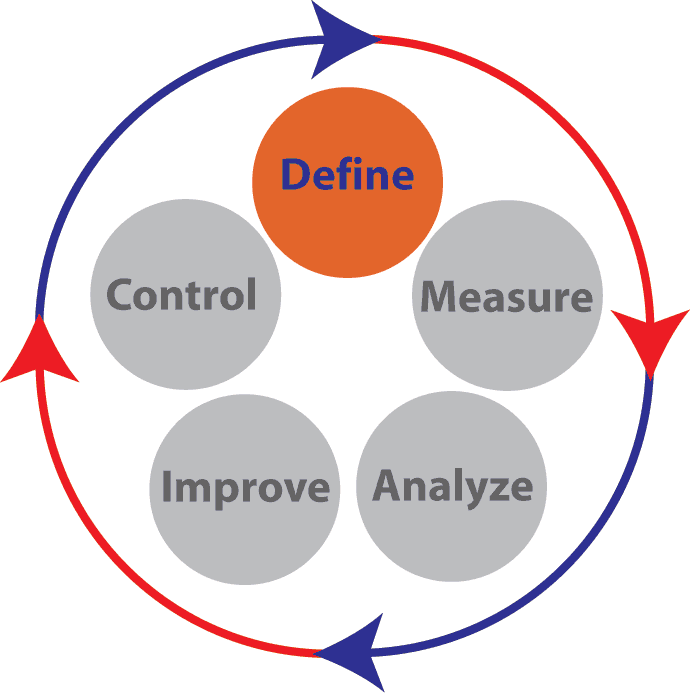 Define
Measure
Analyze
Improve
Control